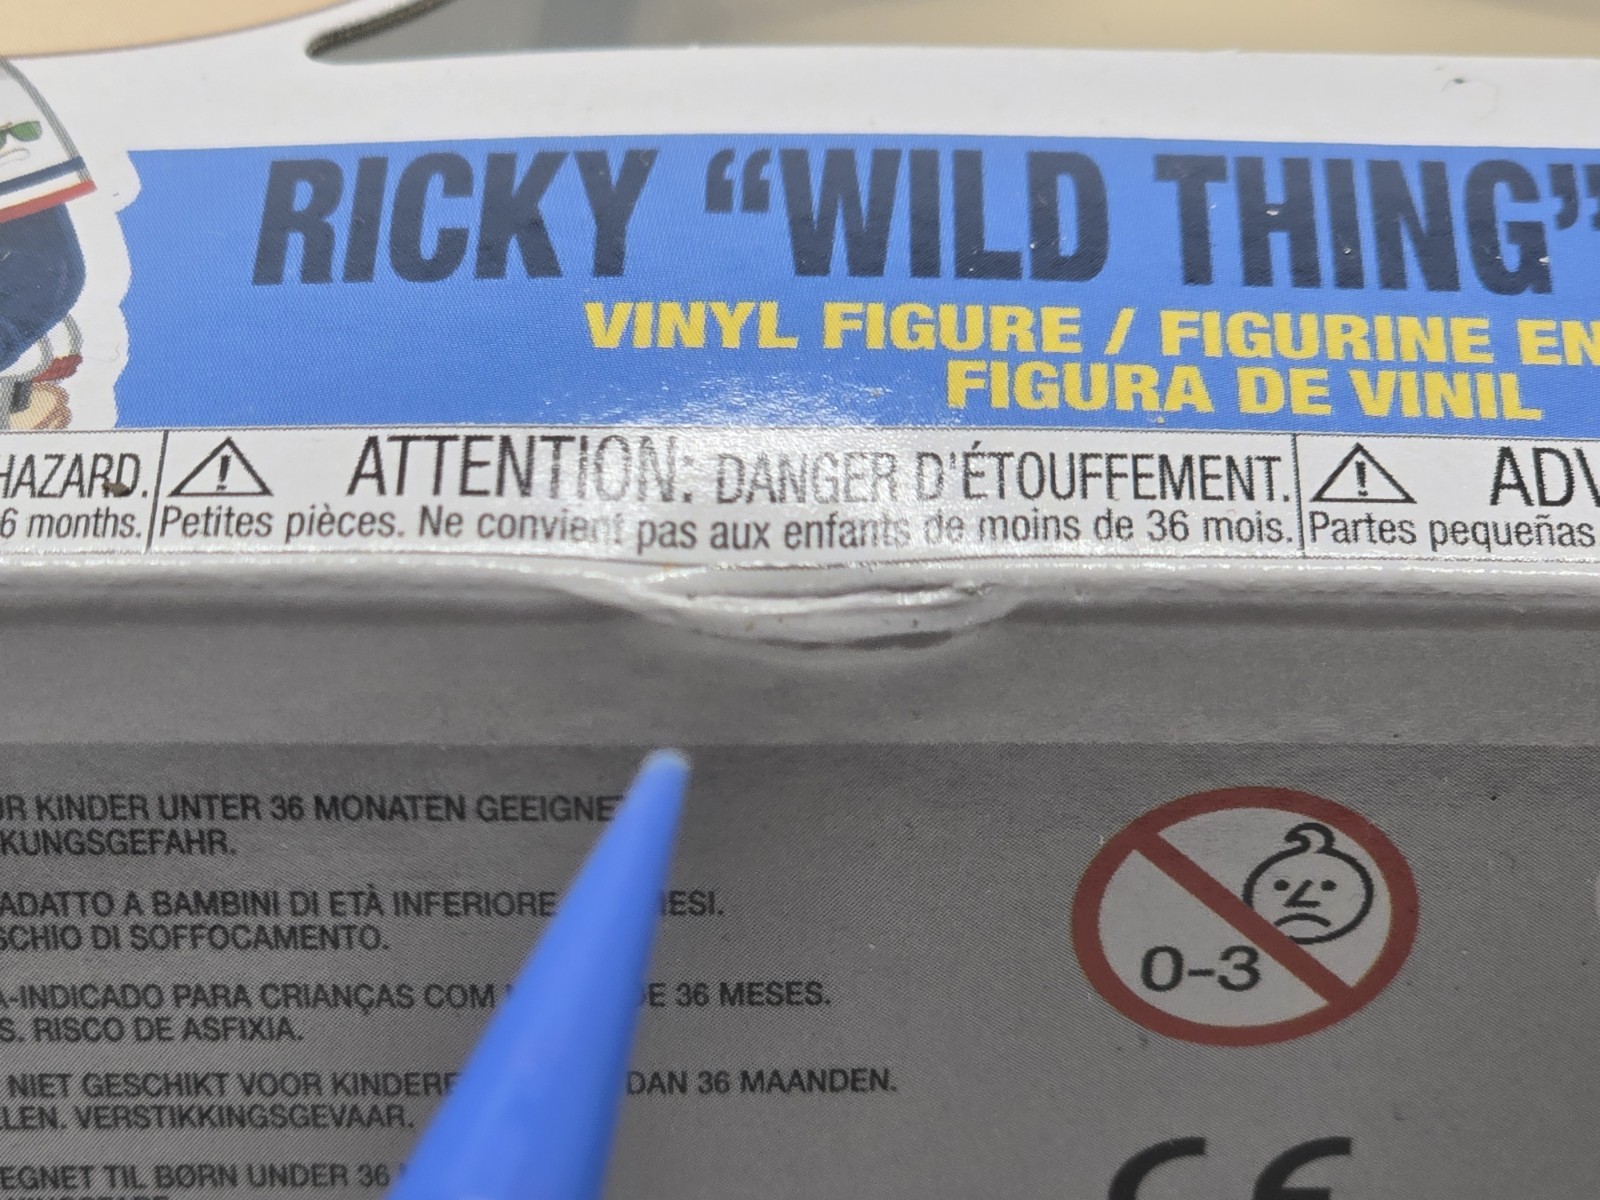 RICKY “WILD THING”
VINYL FIGURE / FIGURINE EN
FIGURA DE VINIL
HAZARD.
6 months.
ATTENTION: DANGER D'ÉTOUFFEMENT.
Petites pièces. Ne convient pas aux enfants de moins de 36 mois.
ADV
Partes pequeñas
R KINDER UNTER 36 MONATEN GEEIGNE
KUNGSGEFAHR.
ADATTO A BAMBINI DI ETÀ INFERIORE ESI.
SCHIO DI SOFFOCAMENTO.
-INDICADO PARA CRIANÇAS COM DE 36 MESES.
S. RISCO DE ASFIXIA.
NIET GESCHIKT VOOR KINDERE DAN 36 MAANDEN.
LEN. VERSTIKKINGSGEVAAR.
EGNET TIL BØRN UNDER 36
0-3
CE